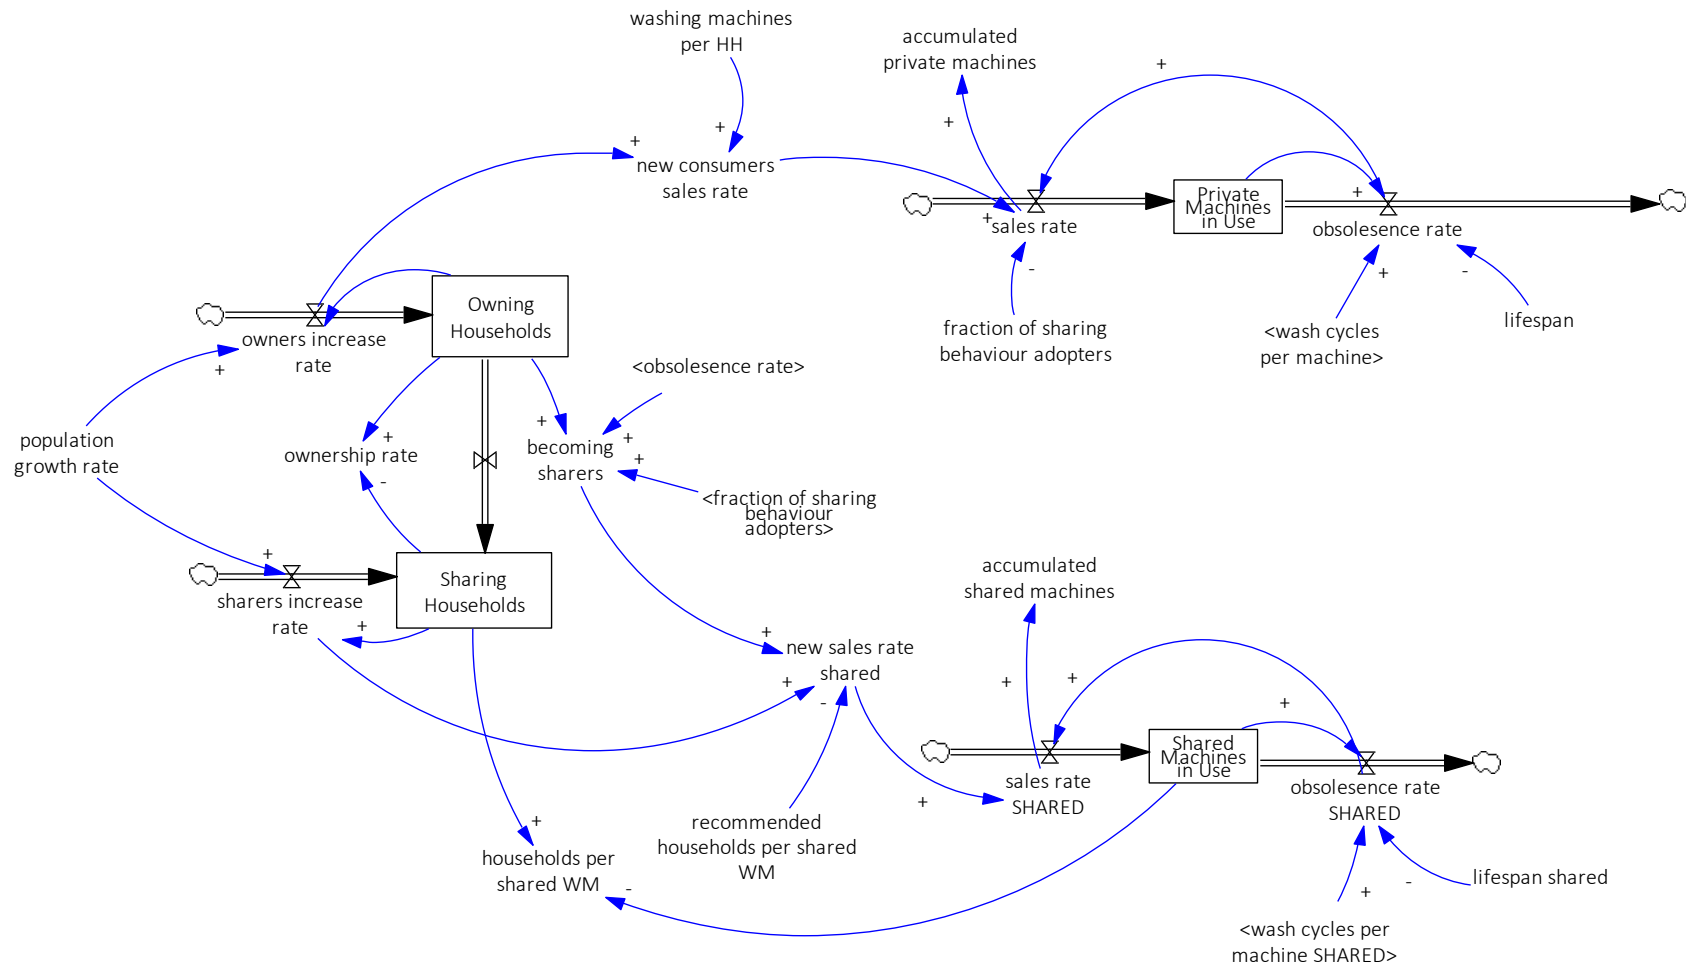 washing machines
per HH
accumulated
private machines
+
+
+
+
new consumers
sales rate
Private
Machines
in Use
+
+
sales rate
obsolesence rate
-
+
-
fraction of sharing
behaviour adopters
<wash cycles
per machine>
lifespan
Owning
Households
owners increase
rate
+
<obsolesence rate>
population
growth rate
+
ownership rate
-
+
becoming
sharers
+
+
<fraction of sharing
behaviour
adopters>
+
sharers increase
rate
+
Sharing
Households
accumulated
shared machines
+
new sales rate
shared
+
-
+
+
+
Shared
Machines
in Use
sales rate
SHARED
+
obsolesence rate
SHARED
recommended
households per shared
WM
+
households per
shared WM
-
+
-
lifespan shared
<wash cycles per
machine SHARED>